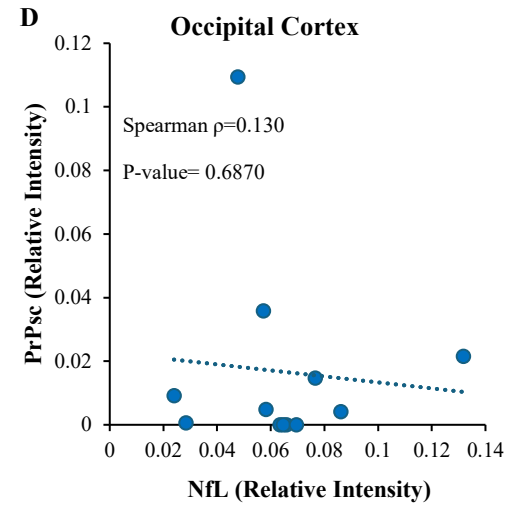 D
Occipital Cortex
PrPsc (Relative Intensity)
0.12
0.1
0.08
0.06
0.04
0.02
0
Spearman ρ=0.130
P-value= 0.6870
0 0.02 0.04 0.06 0.08 0.1 0.12 0.14
NfL (Relative Intensity)